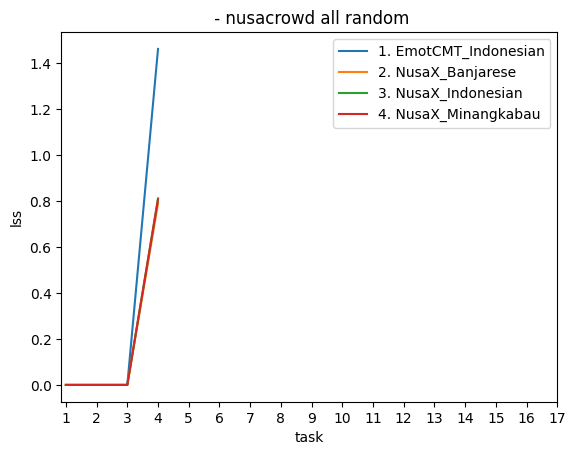 - nusacrowd all random
1. EmotCMT_Indonesian
2. NusaX_Banjarese
3. NusaX_Indonesian
4. NusaX_Minangkabau
lss
1.4
1.2
1.0
0.8
0.6
0.4
0.2
0.0
1 2 3 4 5 6 7 8 9 10 11 12 13 14 15 16 17
task